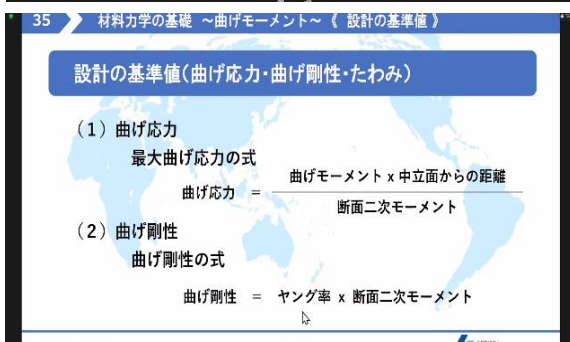 35 材料力学の基礎 ~曲げモーメント~《 設計の基準値 》
設計の基準値(曲げ応力・曲げ剛性・たわみ)
(1)曲げ応力
最大曲げ応力の式
曲げモーメント x 中立面からの距離
曲げ応力 =
断面二次モーメント
(2)曲げ剛性
曲げ剛性の式
曲げ剛性 = ヤング率 x 断面二次モーメント